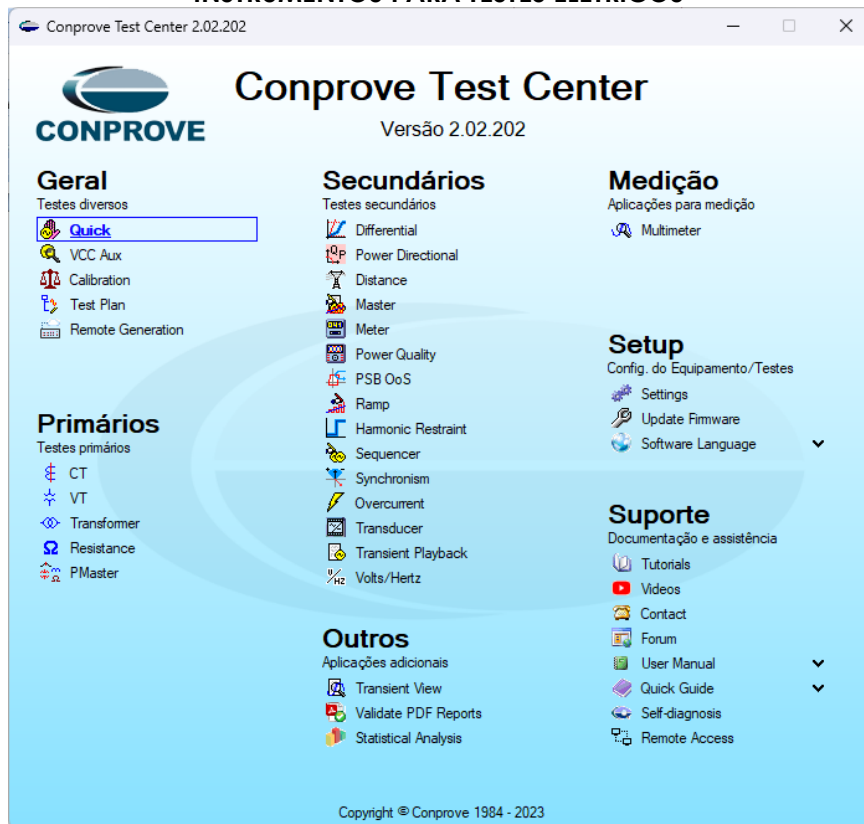 INSTRUMENTOS PARA TESTES ELÉTRICOS
Conprove Test Center 2.02.202
CONPROVE
Conprove Test Center
Versão 2.02.202
Geral
Testes diversos
Quick
VCC Aux
Calibration
Test Plan
Remote Generation
Primários
Testes primários
CT
VT
Transformer
Resistance
PMaster
Secundários
Testes secundários
Differential
Power Directional
Distance
Master
Meter
Power Quality
PSB OoS
Ramp
Harmonic Restraint
Sequencer
Synchronism
Overcurrent
Transducer
Transient Playback
Volts/Hertz
Outros
Aplicações adicionais
Transient View
Validate PDF Reports
Statistical Analysis
Medição
Aplicações para medição
Multimeter
Setup
Config. do Equipamento/Testes
Settings
Update Firmware
Software Language
Suporte
Documentação e assistência
Tutorials
Videos
Contact
Forum
User Manual
Quick Guide
Self-diagnosis
Remote Access
Copyright © Conprove 1984 - 2023